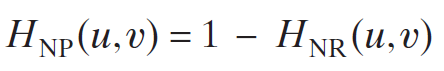 H_NP(u,v) = 1 − H_NR(u,v)